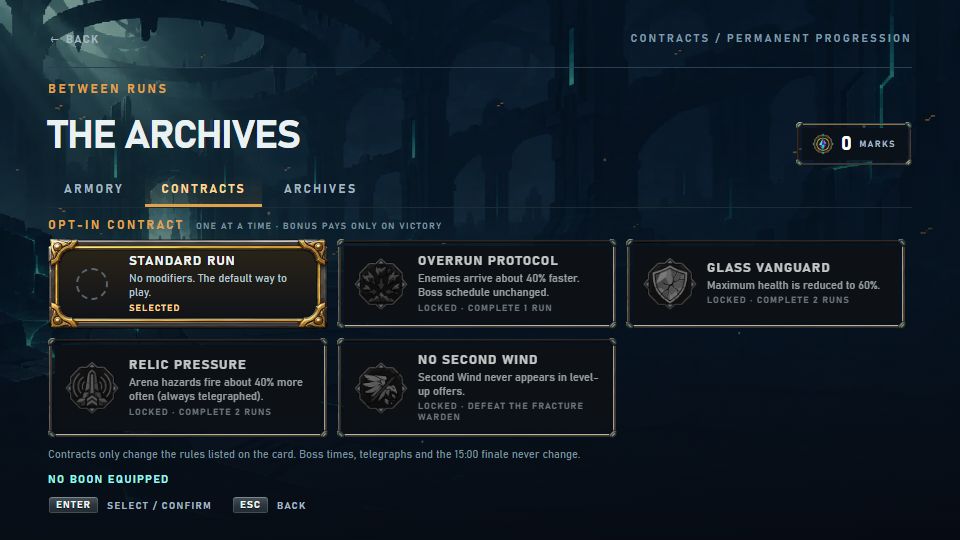 ← BACK
CONTRACTS / PERMANENT PROGRESSION
BETWEEN RUNS
THE ARCHIVES
0 MARKS
ARMORY
CONTRACTS
ARCHIVES
OPT-IN CONTRACT
ONE AT A TIME · BONUS PAYS ONLY ON VICTORY
STANDARD RUN
No modifiers. The default way to
play.
SELECTED
OVERRUN PROTOCOL
Enemies arrive about 40% faster.
Boss schedule unchanged.
LOCKED · COMPLETE 1 RUN
GLASS VANGUARD
Maximum health is reduced to 60%.
LOCKED · COMPLETE 2 RUNS
RELIC PRESSURE
Arena hazards fire about 40% more
often (always telegraphed).
LOCKED · COMPLETE 2 RUNS
NO SECOND WIND
Second Wind never appears in level-
up offers.
LOCKED · DEFEAT THE FRACTURE
WARDEN
Contracts only change the rules listed on the card. Boss times, telegraphs and the 15:00 finale never change.
NO BOON EQUIPPED
ENTER SELECT / CONFIRM
ESC BACK